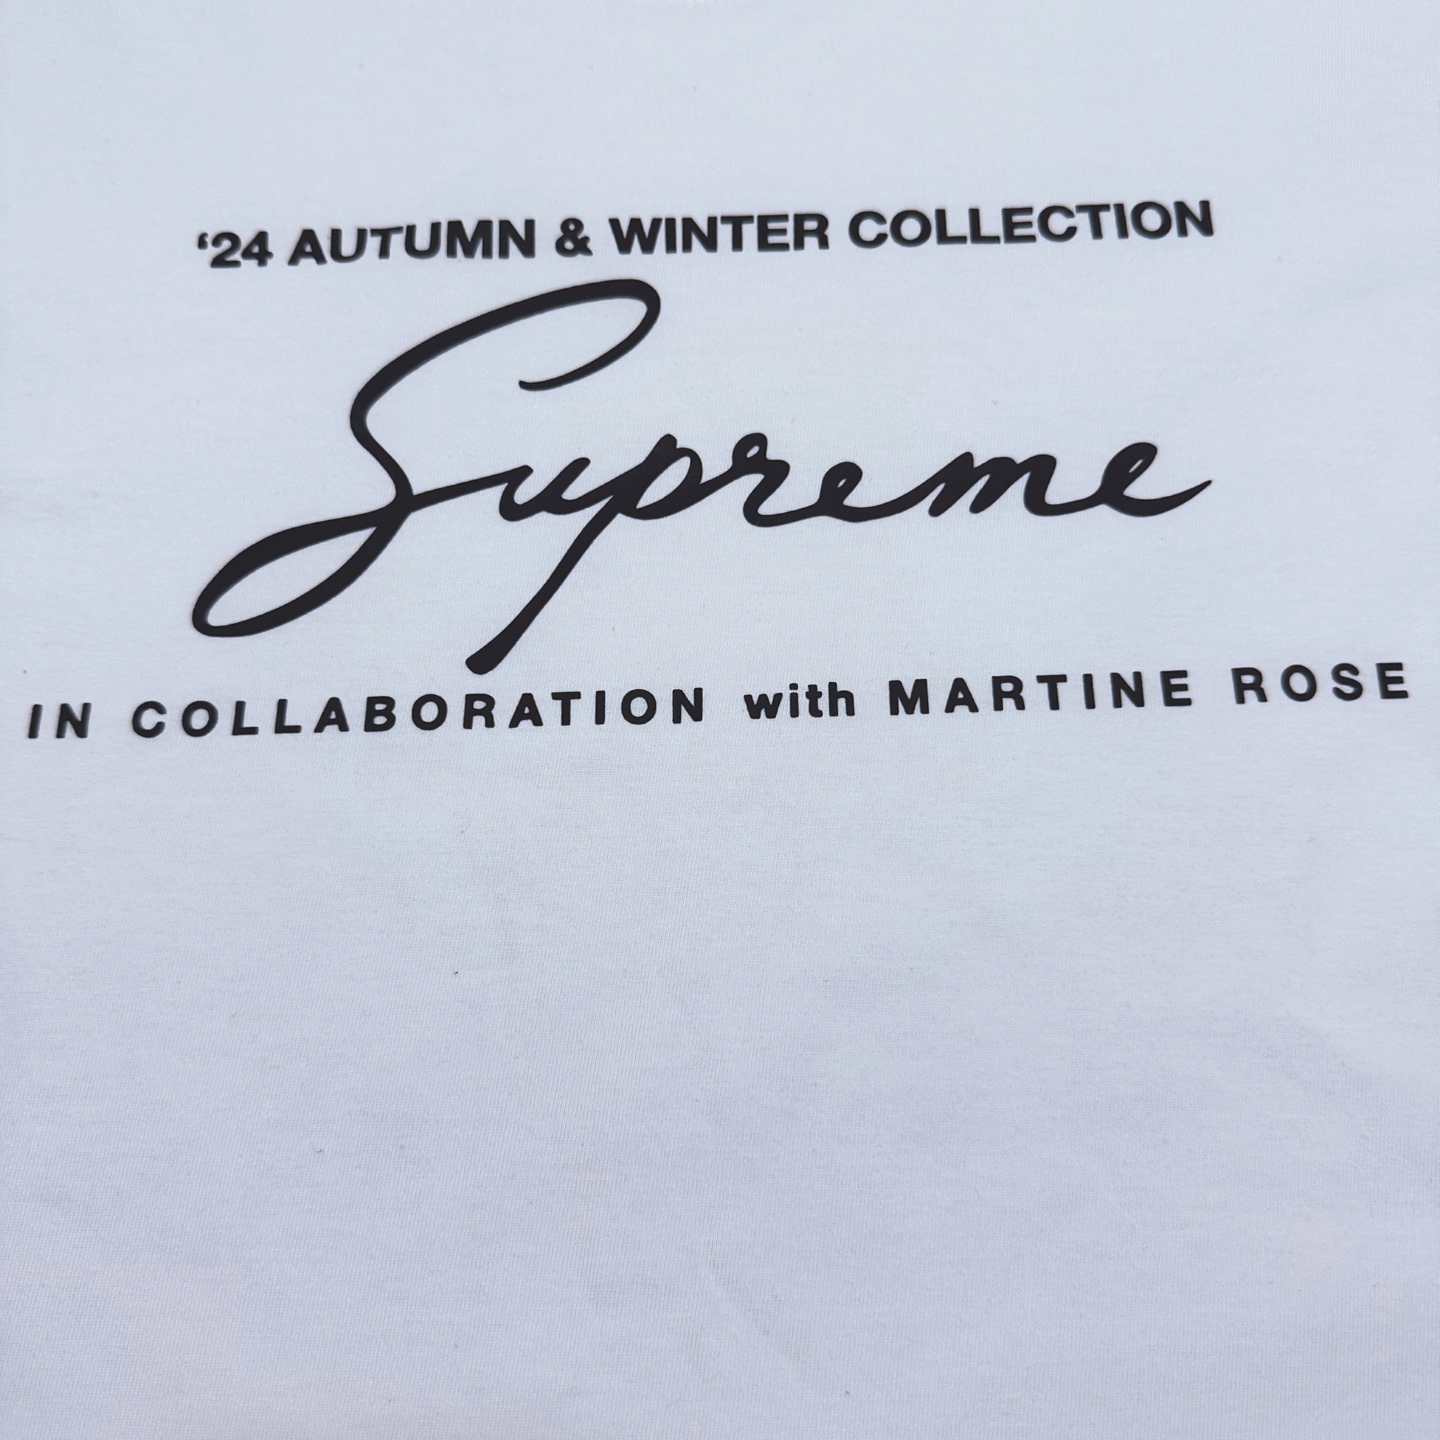 ‘24 AUTUMN & WINTER COLLECTION
Supreme
IN COLLABORATION with MARTINE ROSE